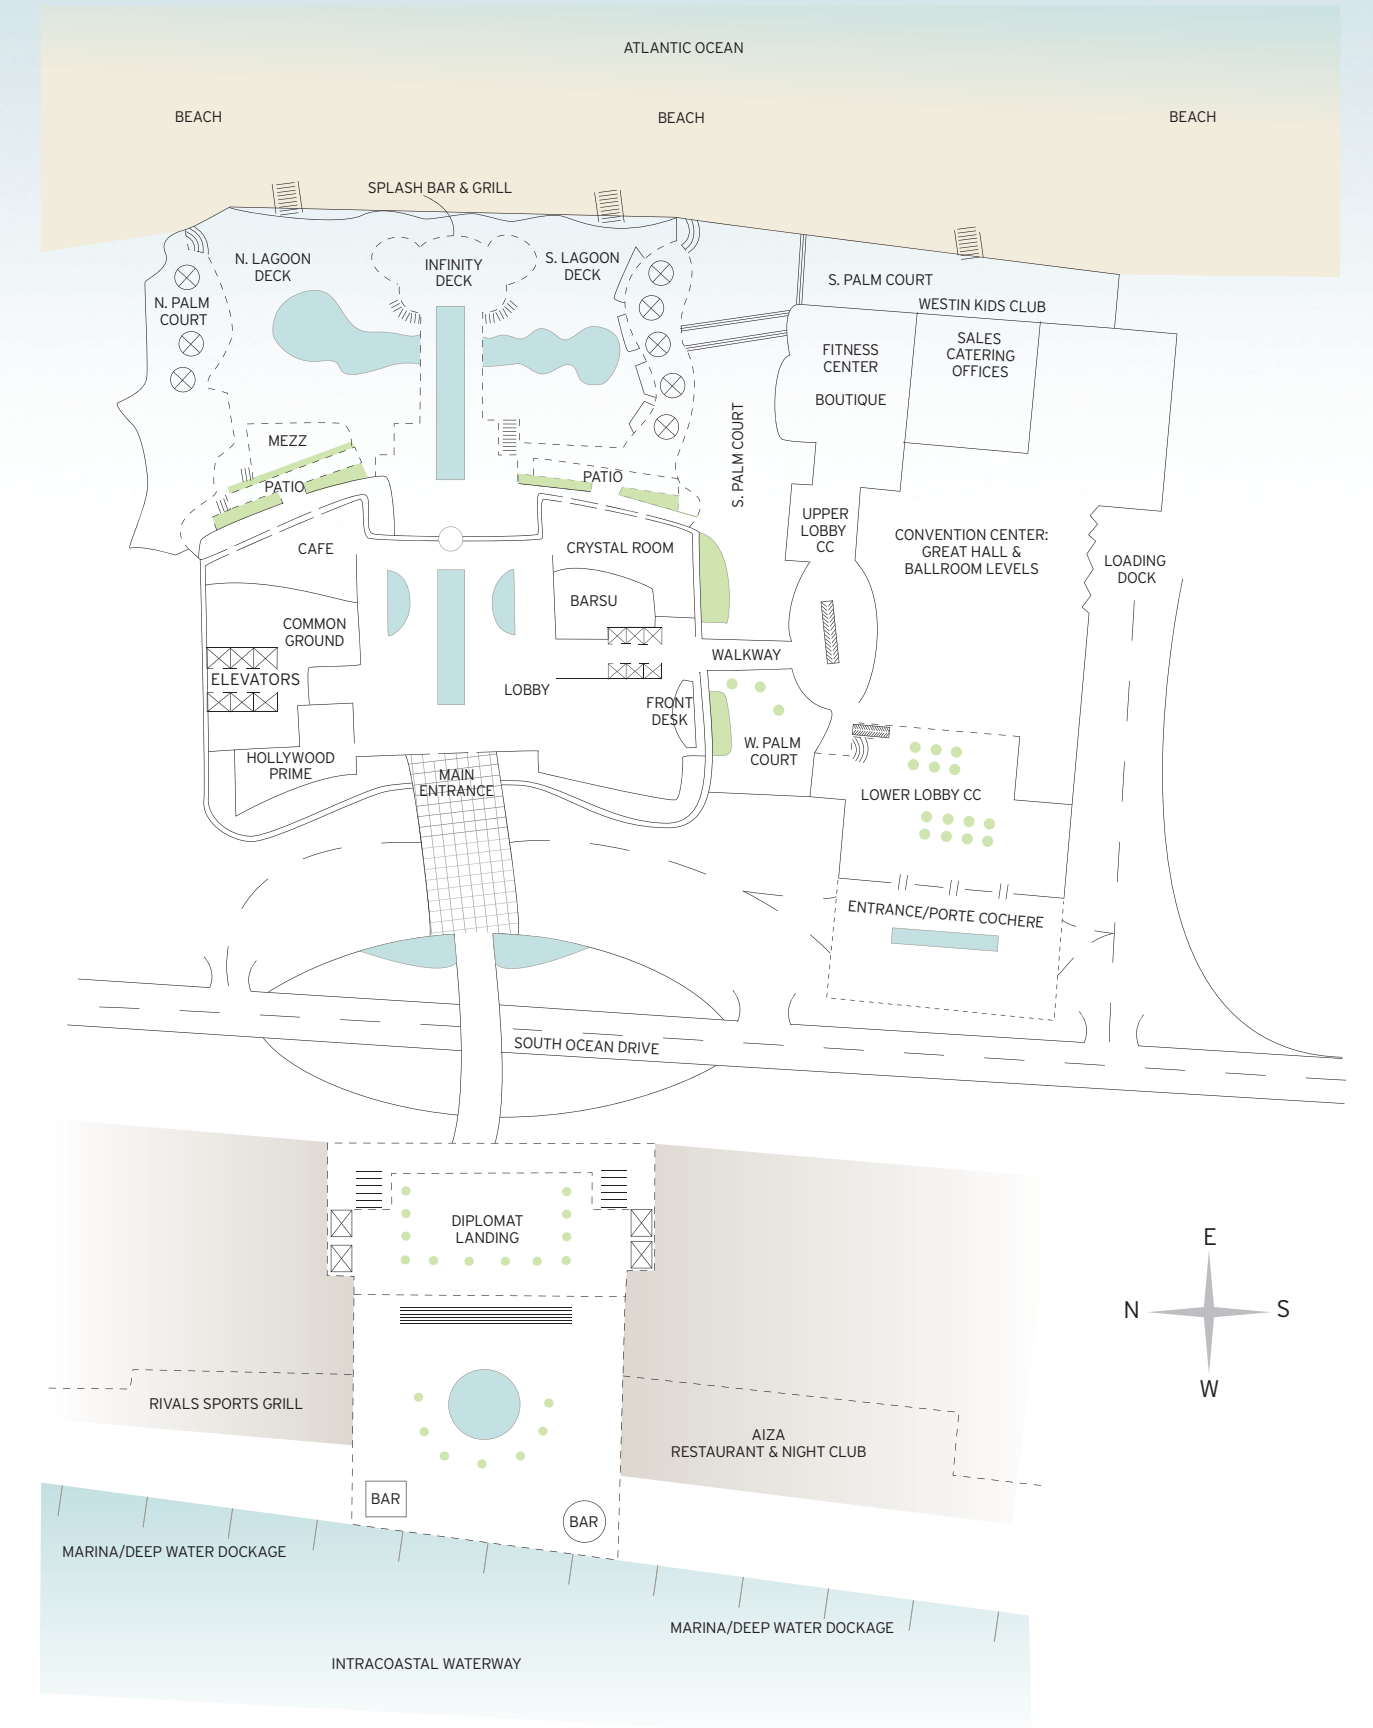 ATLANTIC OCEAN
BEACH
BEACH
BEACH
SPLASH BAR & GRILL
N. LAGOON
DECK
INFINITY
DECK
S. LAGOON
DECK
S. PALM COURT
N. PALM
COURT
WESTIN KIDS CLUB
FITNESS
CENTER
SALES
CATERING
OFFICES
BOUTIQUE
MEZZ
S. PALM COURT
PATIO
PATIO
UPPER
LOBBY
CC
CONVENTION CENTER:
GREAT HALL &
BALLROOM LEVELS
CAFE
CRYSTAL ROOM
LOADING
DOCK
BARSU
COMMON
GROUND
WALKWAY
ELEVATORS
LOBBY
FRONT
DESK
W. PALM
COURT
HOLLYWOOD
PRIME
MAIN
ENTRANCE
LOWER LOBBY CC
ENTRANCE/PORTE COCHERE
SOUTH OCEAN DRIVE
DIPLOMAT
LANDING
E
N
S
W
RIVALS SPORTS GRILL
AIZA
RESTAURANT & NIGHT CLUB
BAR
BAR
MARINA/DEEP WATER DOCKAGE
MARINA/DEEP WATER DOCKAGE
INTRACOASTAL WATERWAY